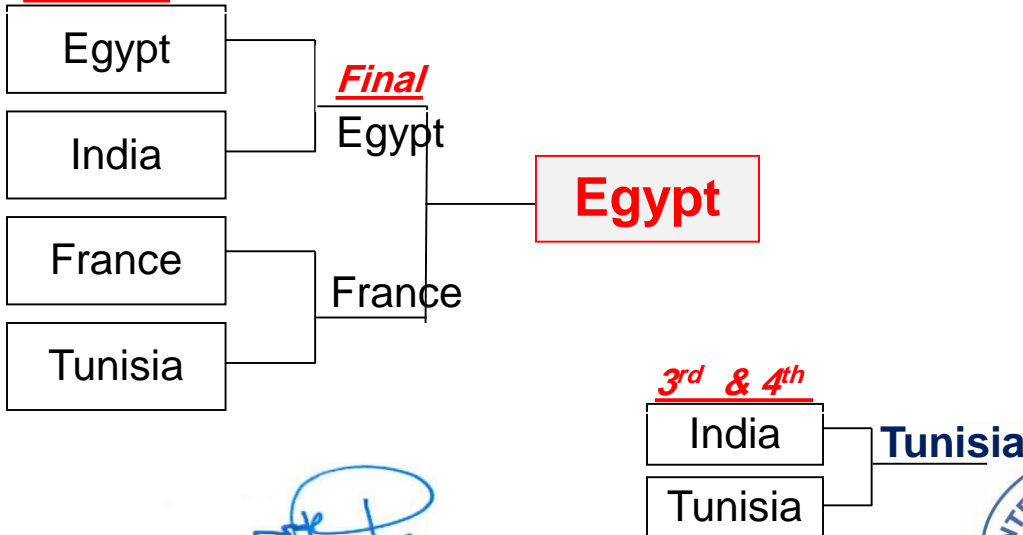 Egypt
India
France
Tunisia
Final
Egypt
France
Egypt
3rd & 4th
India
Tunisia
Tunisia